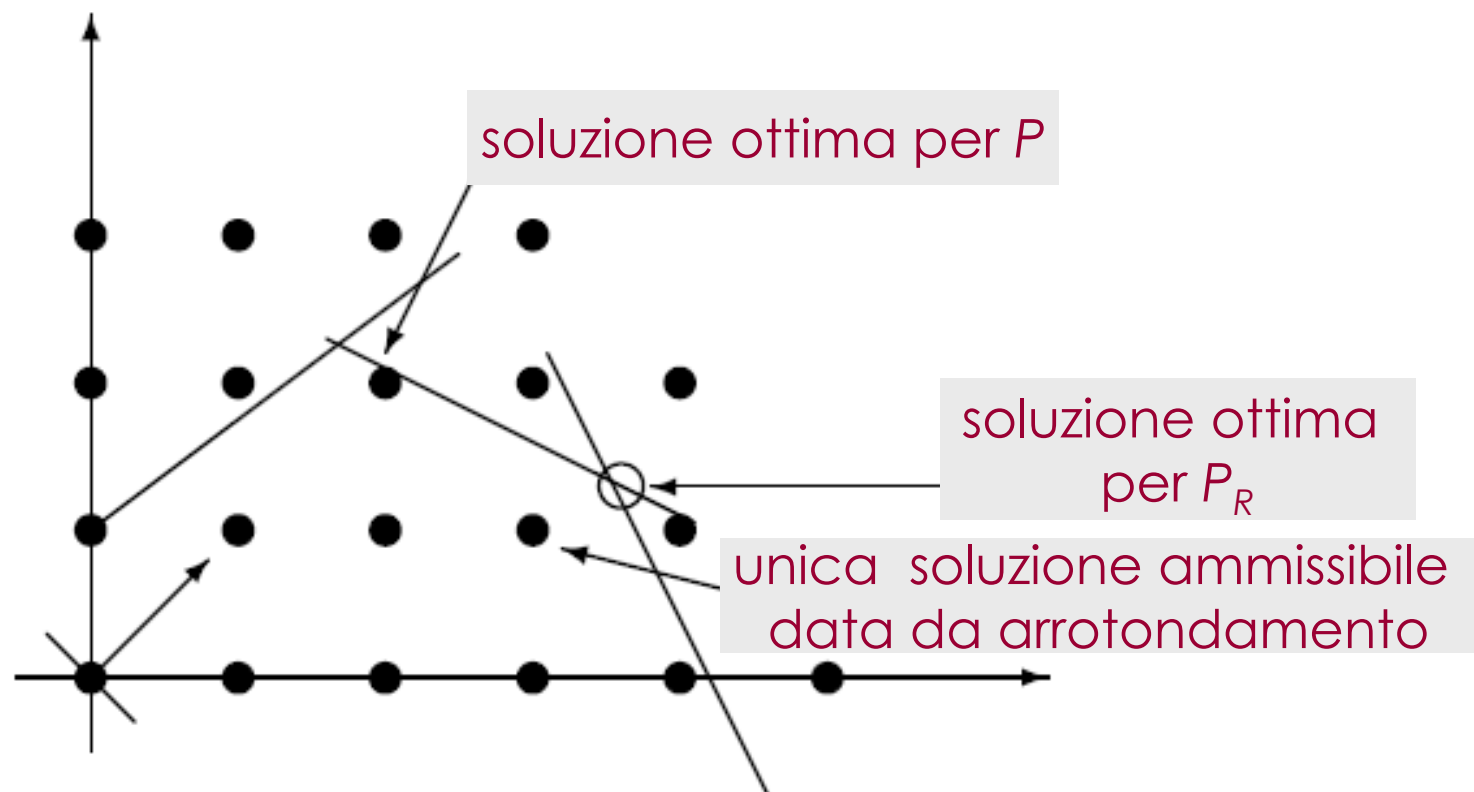 soluzione ottima per P
soluzione ottima
per P_R
unica soluzione ammissibile
data da arrotondamento